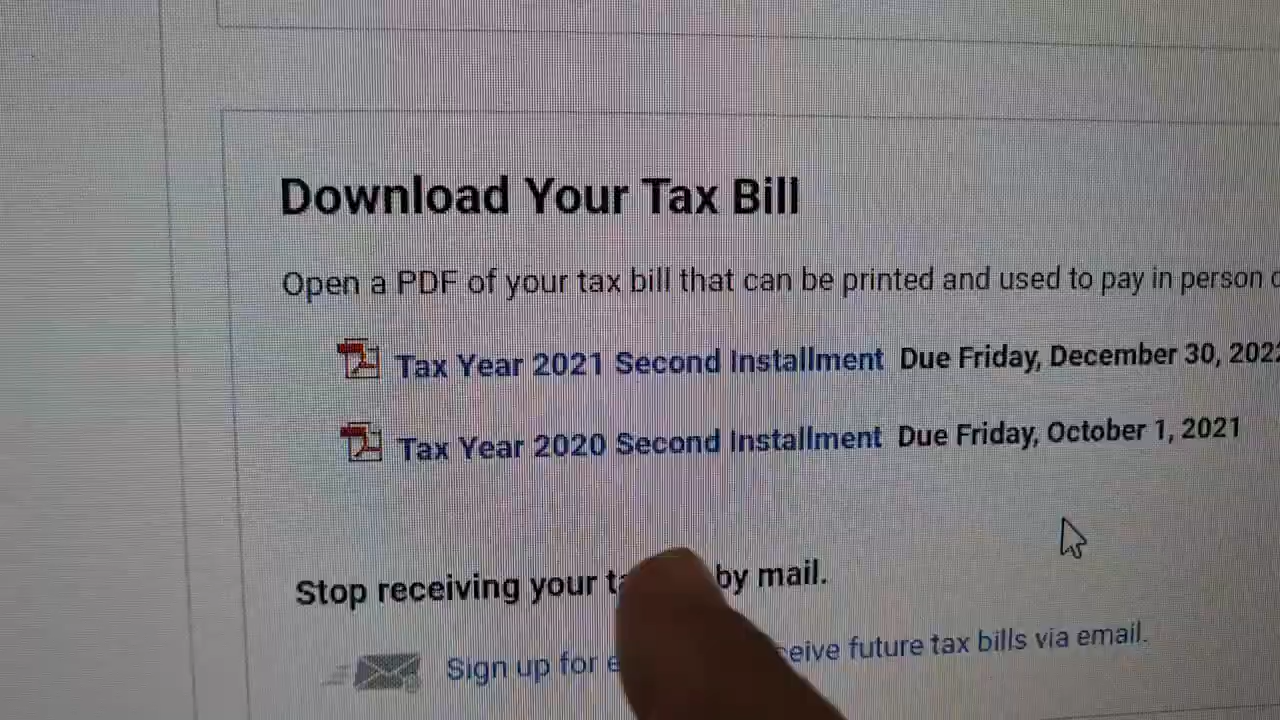 Download Your Tax Bill
Open a PDF of your tax bill that can be printed and used to pay in person
Tax Year 2021 Second Installment Due Friday, December 30,
Tax Year 2020 Second Installment Due Friday, October 1, 2021
Stop receiving your by mail.
Sign up for future tax bills via email.